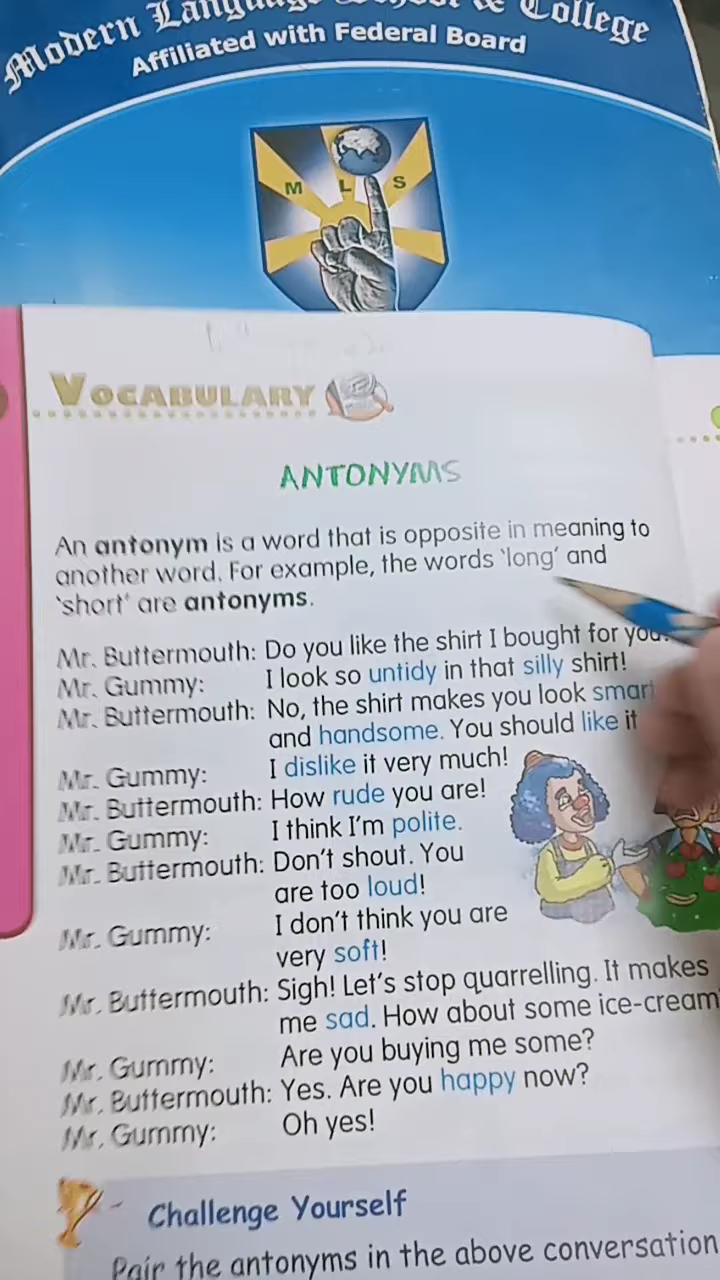 Modern Language School & College
Affiliated with Federal Board
M L S
VOCABULARY
ANTONYMS
An antonym is a word that is opposite in meaning to
another word. For example, the words 'long' and
'short' are antonyms.
Mr. Buttermouth: Do you like the shirt I bought for you?
Mr. Gummy: I look so untidy in that silly shirt!
Mr. Buttermouth: No, the shirt makes you look smart
and handsome. You should like it
Mr. Gummy: I dislike it very much!
Mr. Buttermouth: How rude you are!
Mr. Gummy: I think I'm polite.
Mr. Buttermouth: Don't shout. You
are too loud!
Mr. Gummy: I don't think you are
very soft!
Mr. Buttermouth: Sigh! Let's stop quarrelling. It makes
me sad. How about some ice-cream
Mr. Gummy: Are you buying me some?
Mr. Buttermouth: Yes. Are you happy now?
Mr. Gummy: Oh yes!
Challenge Yourself
Pair the antonyms in the above conversation